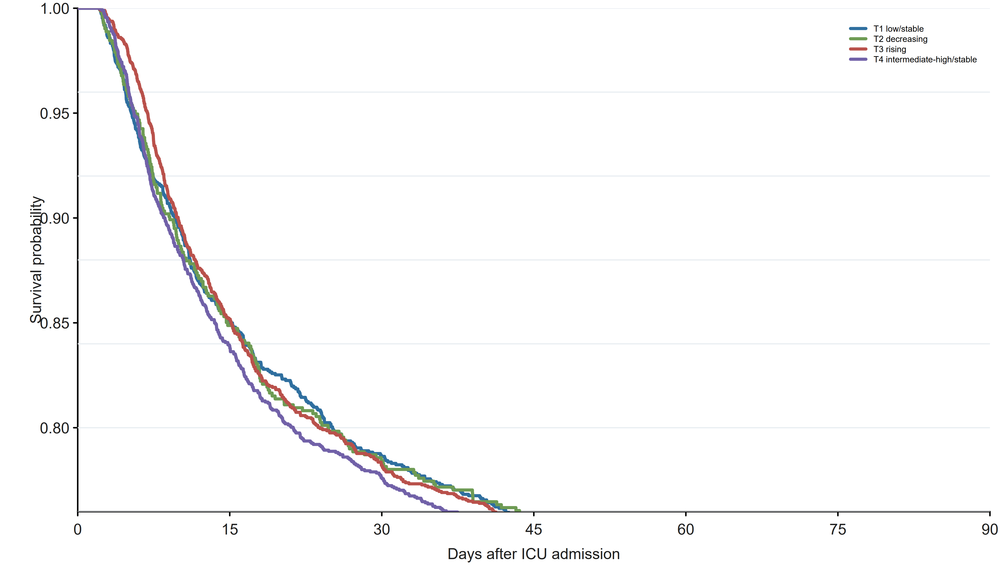 1.00
0.95
0.90
0.85
0.80
Survival probability
T1 low/stable
T2 decreasing
T3 rising
T4 intermediate-high/stable
0 15 30 45 60 75 90
Days after ICU admission